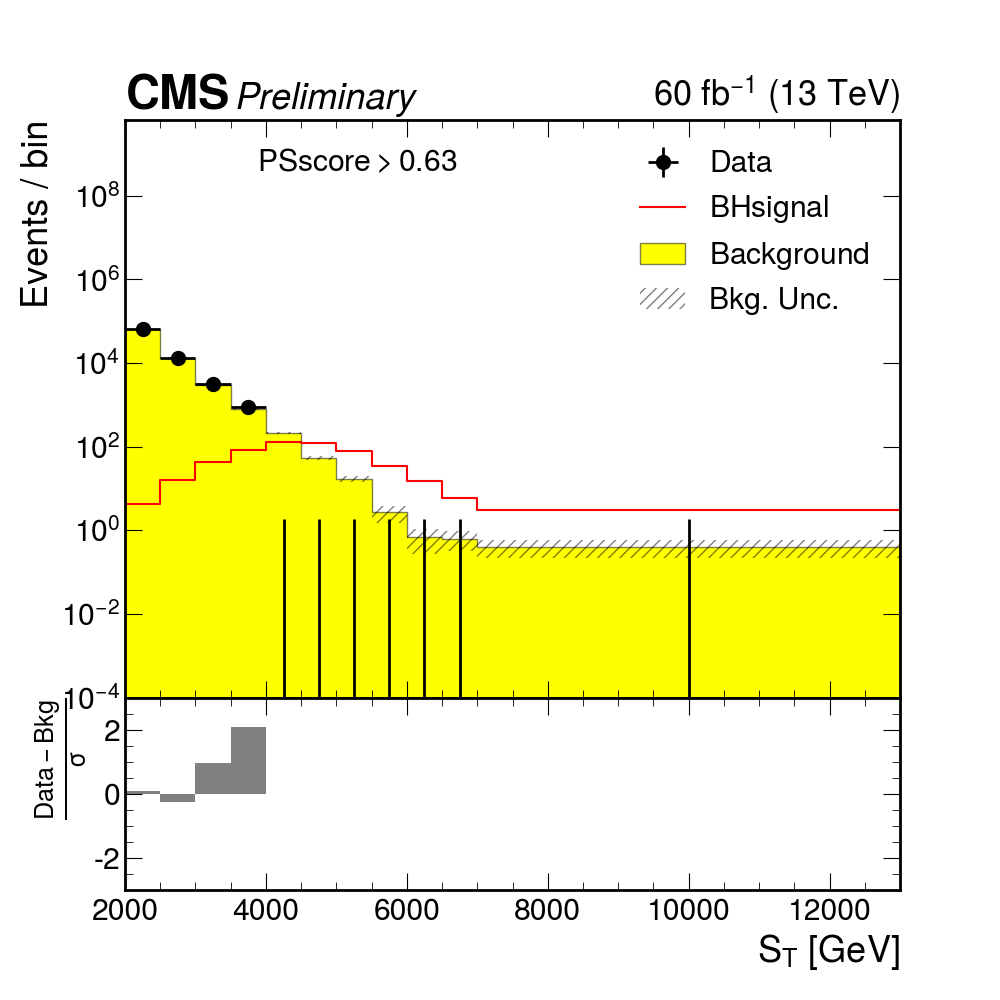 CMS Preliminary
60 fb⁻¹ (13 TeV)
Events / bin
PSscore > 0.63
Data
BHsignal
Background
Bkg. Unc.
10⁸
10⁶
10⁴
10²
10⁰
10⁻²
10⁻⁴
Data – Bkg
σ
2
0
-2
2000 4000 6000 8000 10000 12000
S_T [GeV]